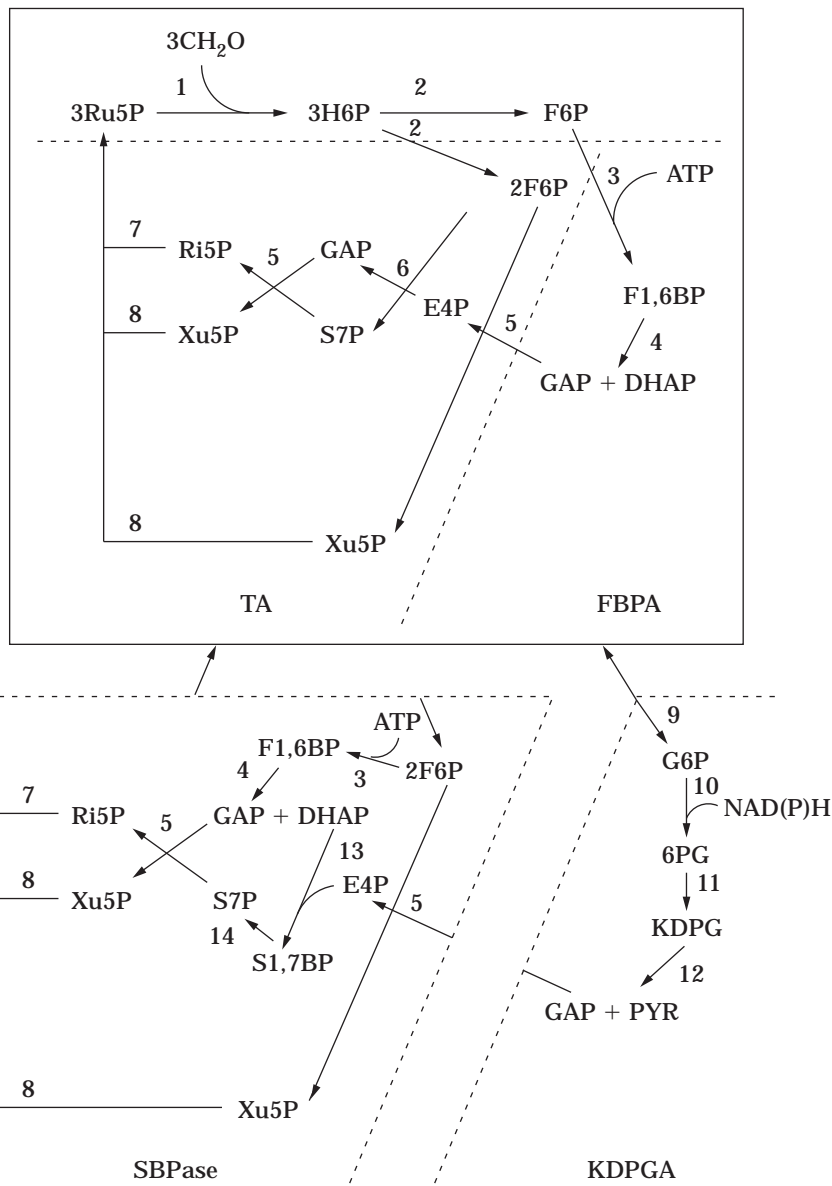 3CH₂O
1
2
3Ru5P
3H6P
F6P
2
3
ATP
2F6P
7
Ri5P
5
GAP
6
F1,6BP
8
Xu5P
S7P
E4P
5
4
GAP + DHAP
8
Xu5P
TA
FBPA
9
ATP
F1,6BP
3
2F6P
G6P
4
10
7
Ri5P
5
GAP + DHAP
NAD(P)H
13
6PG
8
Xu5P
S7P
E4P
5
11
14
KDPG
S1,7BP
12
GAP + PYR
8
Xu5P
SBPase
KDPGA